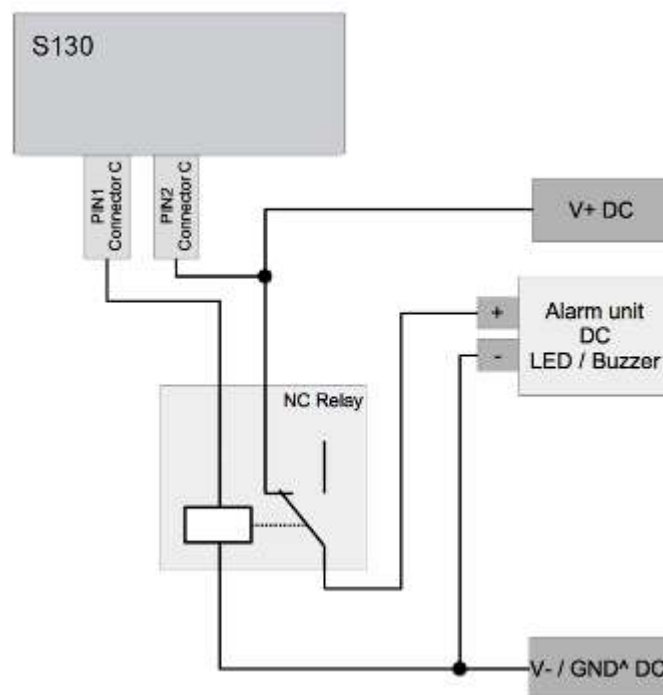 S130
PIN1
Connector C
PIN2
Connector C
V+ DC
+
-
Alarm unit
DC
LED / Buzzer
NC Relay
V- / GND^ DC